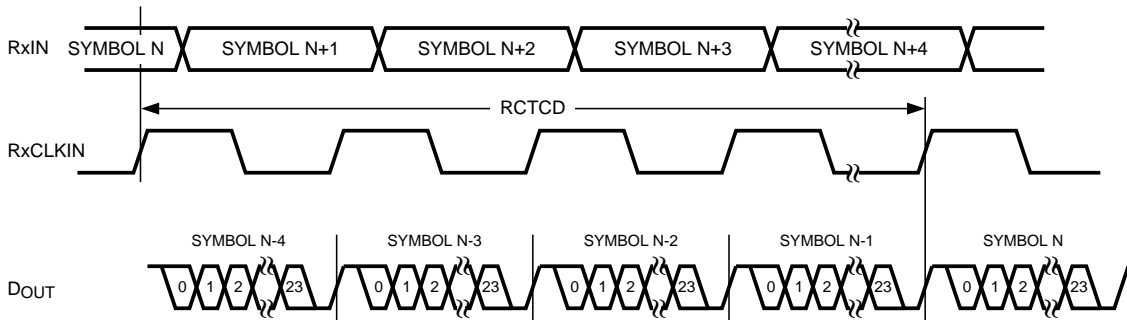 RxIN SYMBOL N SYMBOL N+1 SYMBOL N+2 SYMBOL N+3 SYMBOL N+4
RCTCD
RxCLKIN
SYMBOL N-4 SYMBOL N-3 SYMBOL N-2 SYMBOL N-1 SYMBOL N
DOUT 0 1 2 23 0 1 2 23 0 1 2 23 0 1 2 23 0 1 2 23